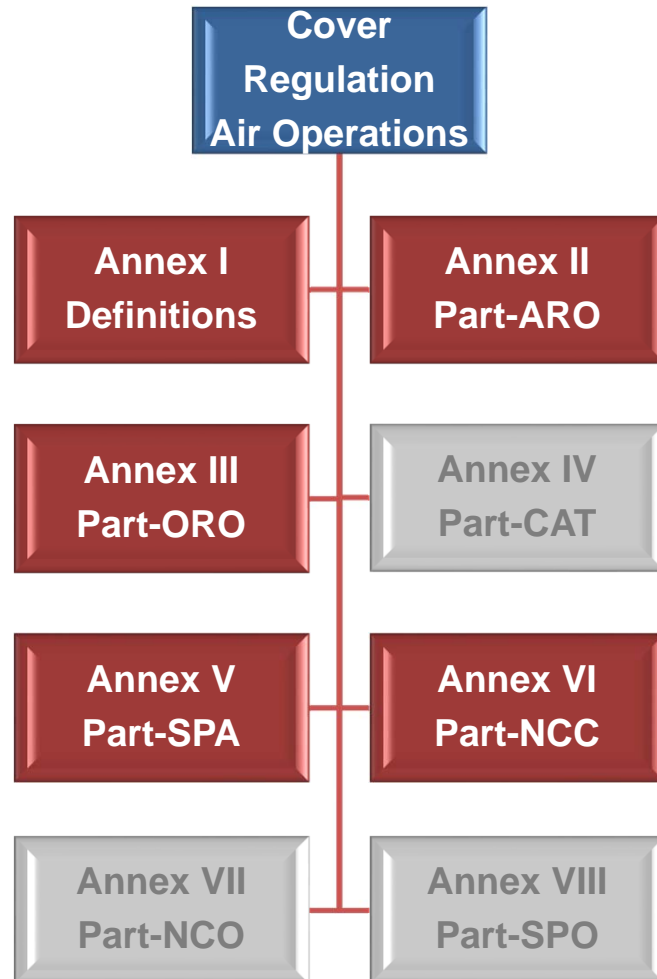 Cover
Regulation
Air Operations
Annex I
Definitions
Annex II
Part-ARO
Annex III
Part-ORO
Annex IV
Part-CAT
Annex V
Part-SPA
Annex VI
Part-NCC
Annex VII
Part-NCO
Annex VIII
Part-SPO